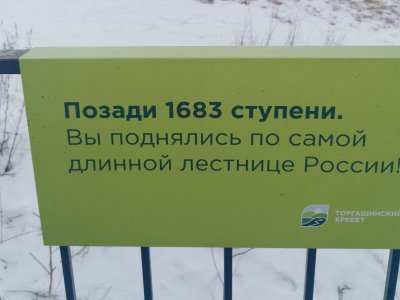 Позади 1683 ступени.
Вы поднялись по самой
длинной лестнице России!
ТОРГАШИНСКИЙ
ХРЕБЕТ